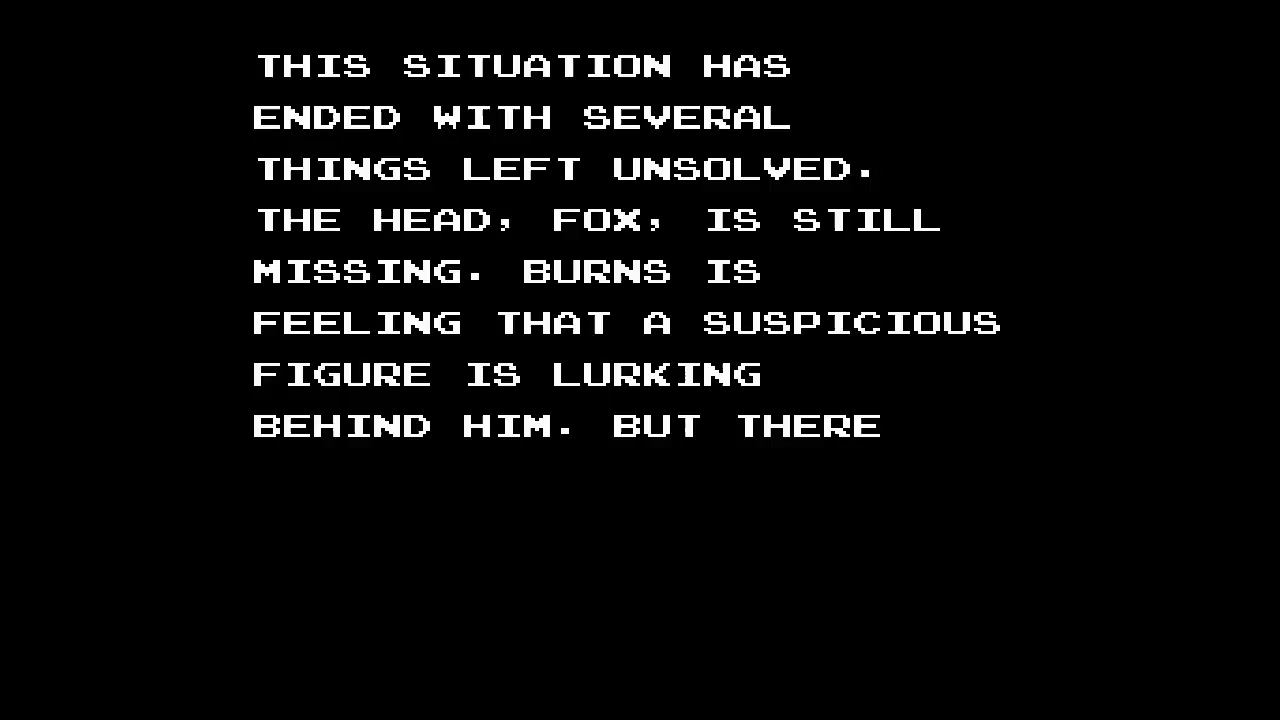 THIS SITUATION HAS
ENDED WITH SEVERAL
THINGS LEFT UNSOLVED.
THE HEAD, FOX, IS STILL
MISSING. BURNS IS
FEELING THAT A SUSPICIOUS
FIGURE IS LURKING
BEHIND HIM. BUT THERE